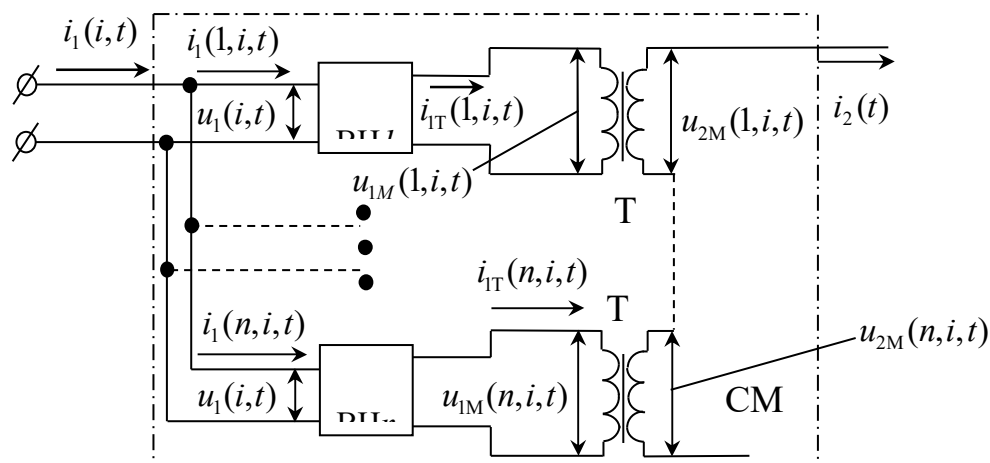 i₁(i,t)
i₁(1,i,t)
u₁(i,t)
i₁T(1,i,t)
u₁M(1,i,t)
u₂M(1,i,t)
i₂(t)
T
i₁T(n,i,t)
T
i₁(n,i,t)
u₁(i,t)
u₁M(n,i,t)
u₂M(n,i,t)
CM